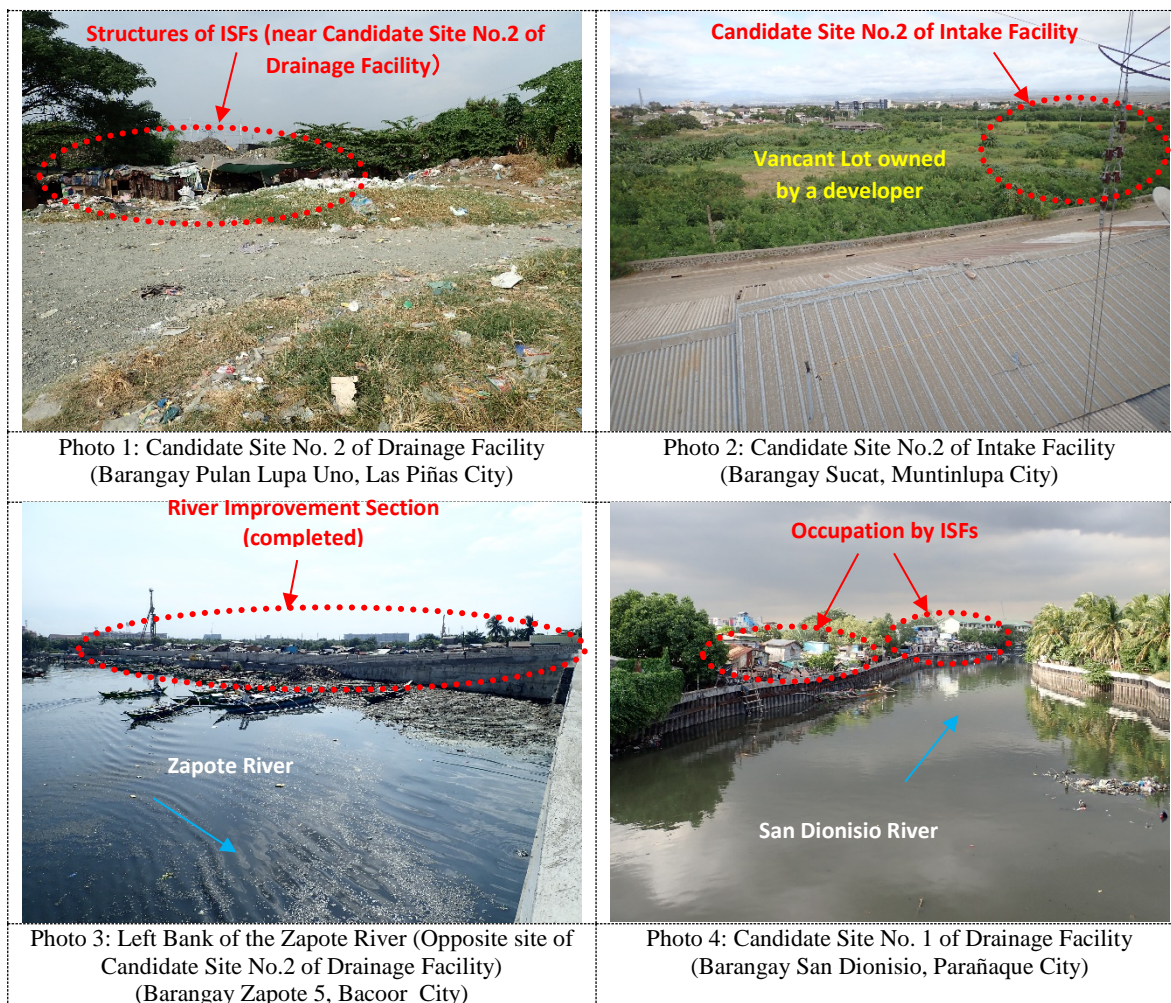 Structures of ISFs (near Candidate Site No.2 of
Drainage Facility）
Photo 1: Candidate Site No. 2 of Drainage Facility
(Barangay Pulan Lupa Uno, Las Piñas City)
Candidate Site No.2 of Intake Facility
Vancant Lot owned
by a developer
Photo 2: Candidate Site No.2 of Intake Facility
(Barangay Sucat, Muntinlupa City)
River Improvement Section
(completed)
Zapote River
Photo 3: Left Bank of the Zapote River (Opposite site of
Candidate Site No.2 of Drainage Facility)
(Barangay Zapote 5, Bacoor City)
Occupation by ISFs
San Dionisio River
Photo 4: Candidate Site No. 1 of Drainage Facility
(Barangay San Dionisio, Parañaque City)